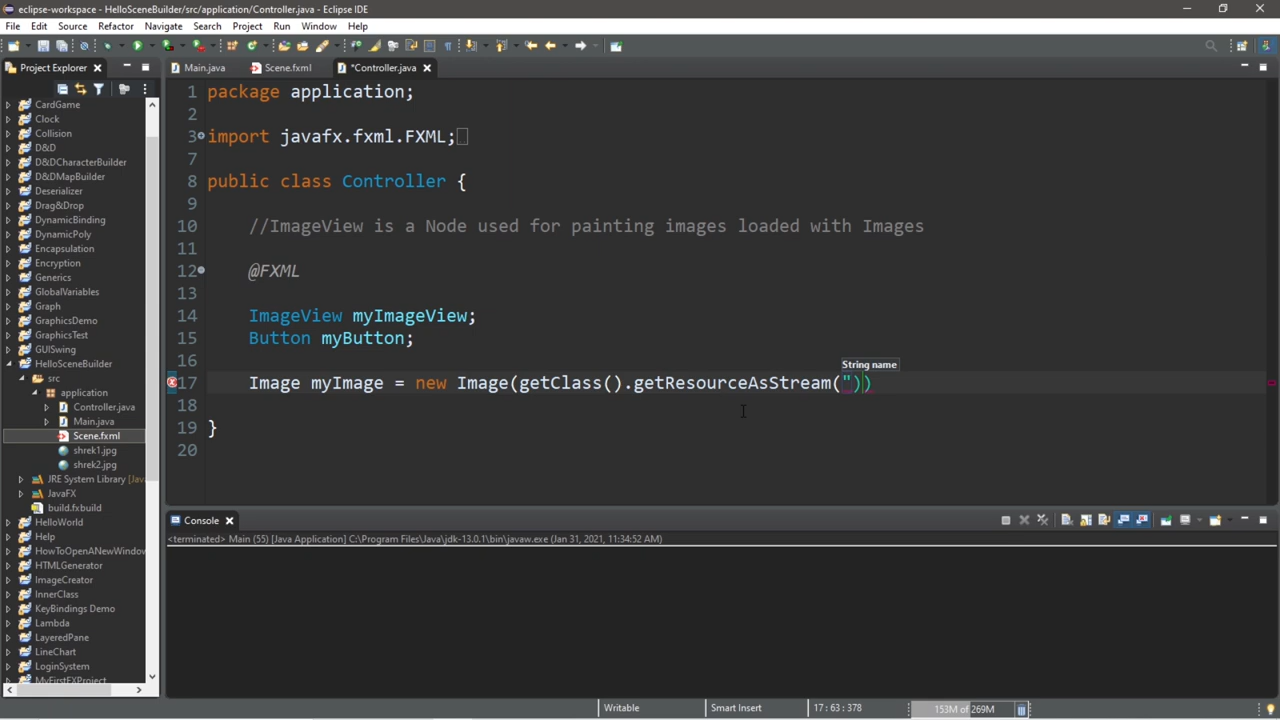 eclipse-workspace - HelloSceneBuilder/src/application/Controller.java - Eclipse IDE
File Edit Source Refactor Navigate Search Project Run Window Help
Project Explorer
Main.java Scene.fxml *Controller.java
CardGame
Clock
Collision
D&D
D&DCharacterBuilder
D&DMapBuilder
Deserializer
Drag&Drop
DynamicBinding
DynamicPoly
Encapsulation
Encryption
Generics
GlobalVariables
Graph
GraphicsDemo
GraphicsTest
GUISwing
HelloSceneBuilder
src
application
Controller.java
Main.java
Scene.fxml
shrek1.jpg
shrek2.jpg
JRE System Library [Java
JavaFX
build.fxbuild
HelloWorld
Help
HowToOpenANewWindow
HTMLGenerator
ImageCreator
InnerClass
KeyBindings Demo
Lambda
LayeredPane
LineChart
LoginSystem
MyFirstFXProject
1 package application;
2
3 import javafx.fxml.FXML;
7
8 public class Controller {
9
10 //ImageView is a Node used for painting images loaded with Images
11
12 @FXML
13
14 ImageView myImageView;
15 Button myButton;
16
String name
17 Image myImage = new Image(getClass().getResourceAsStream("))
18
19 }
20
Console
<terminated> Main (55) [Java Application] C:\Program Files\Java\jdk-13.0.1\bin\javaw.exe (Jan 31, 2021, 11:34:52 AM)
Writable Smart Insert 17 : 63 : 378 153M of 269M